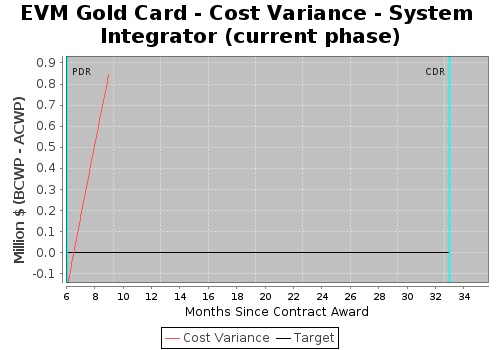 EVM Gold Card - Cost Variance - System
Integrator (current phase)
Million $ (BCWP - ACWP)
0.9
0.8
0.7
0.6
0.5
0.4
0.3
0.2
0.1
0.0
-0.1
PDR
CDR
6 8 10 12 14 16 18 20 22 24 26 28 30 32 34
Months Since Contract Award
Cost Variance Target